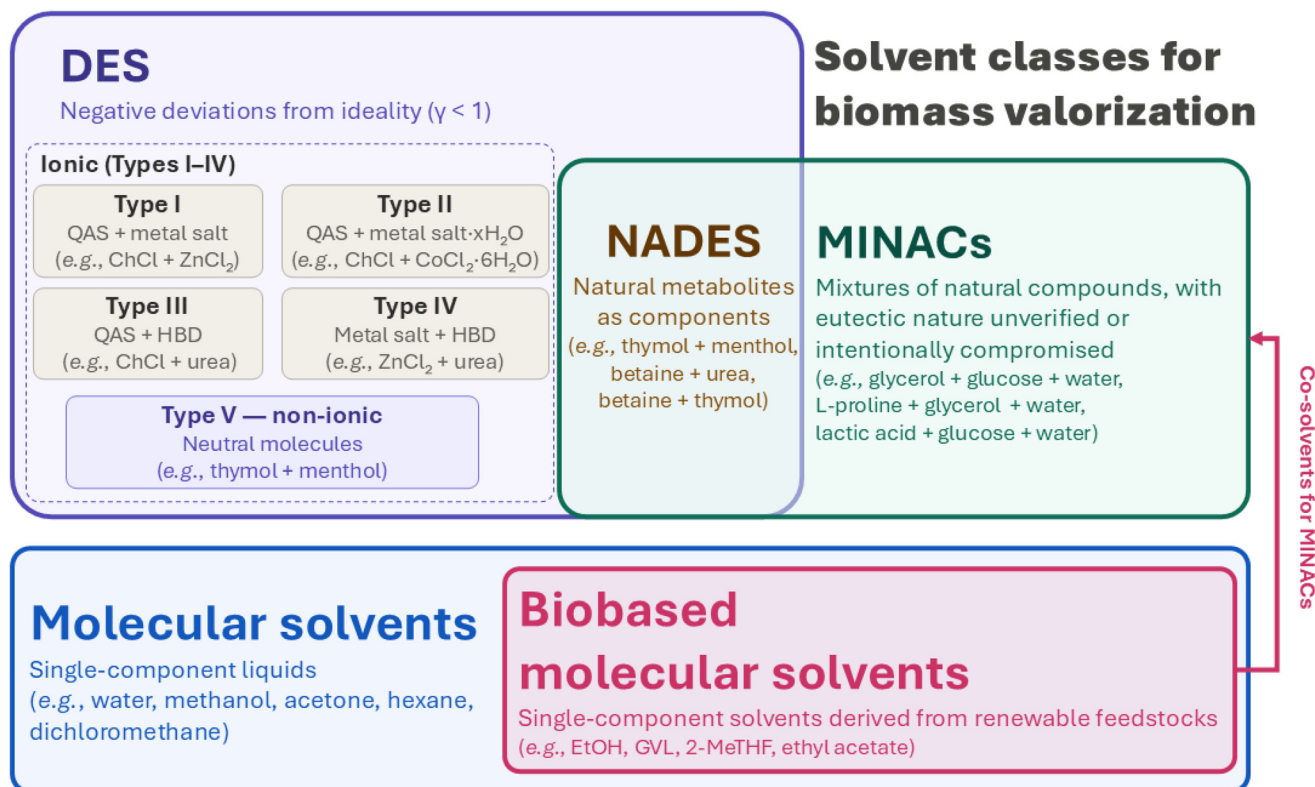 DES
Negative deviations from ideality (γ < 1)
Solvent classes for
biomass valorization
Ionic (Types I–IV)
Type I
QAS + metal salt
(e.g., ChCl + ZnCl₂)
Type II
QAS + metal salt·xH₂O
(e.g., ChCl + CoCl₂·6H₂O)
Type III
QAS + HBD
(e.g., ChCl + urea)
Type IV
Metal salt + HBD
(e.g., ZnCl₂ + urea)
Type V — non-ionic
Neutral molecules
(e.g., thymol + menthol)
NADES
Natural metabolites
as components
(e.g., thymol + menthol,
betaine + urea,
betaine + thymol)
MINACs
Mixtures of natural compounds, with
eutectic nature unverified or
intentionally compromised
(e.g., glycerol + glucose + water,
L-proline + glycerol + water,
lactic acid + glucose + water)
Co-solvents for MINACs
Molecular solvents
Single-component liquids
(e.g., water, methanol, acetone, hexane,
dichloromethane)
Biobased
molecular solvents
Single-component solvents derived from renewable feedstocks
(e.g., EtOH, GVL, 2-MeTHF, ethyl acetate)